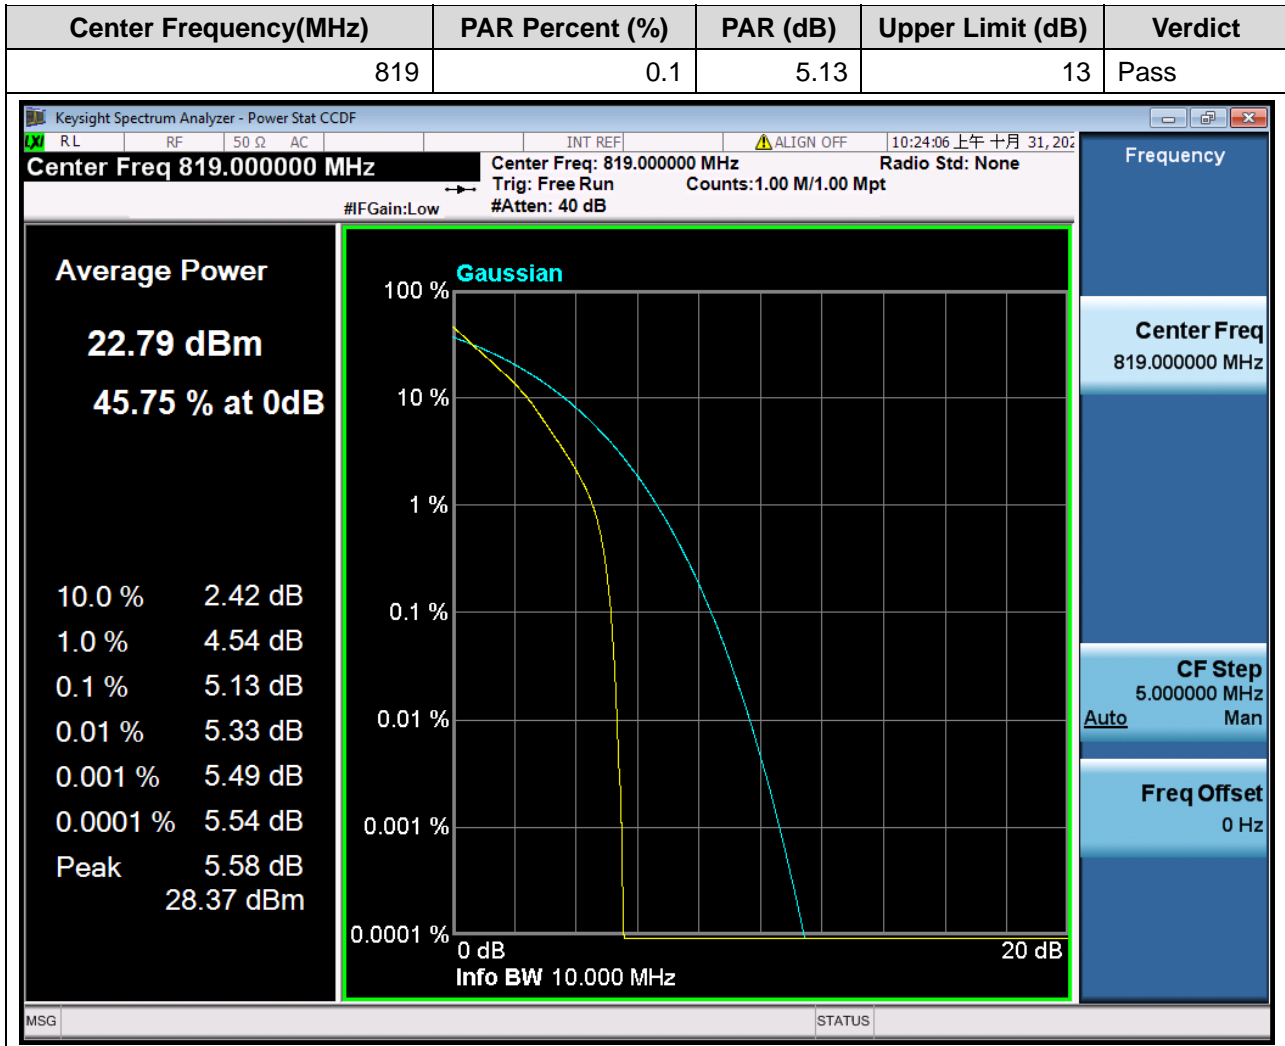 Center Frequency(MHz) PAR Percent (%) PAR (dB) Upper Limit (dB) Verdict
819 0.1 5.13 13 Pass
Keysight Spectrum Analyzer - Power Stat CCDF
LXI RL RF 50 Ω AC INT REF ALIGN OFF 10:24:06 上午 十月 31, 202
Center Freq 819.000000 MHz
Center Freq: 819.000000 MHz Radio Std: None
Trig: Free Run Counts:1.00 M/1.00 Mpt
#IFGain:Low #Atten: 40 dB
Average Power
22.79 dBm
45.75 % at 0dB
10.0 % 2.42 dB
1.0 % 4.54 dB
0.1 % 5.13 dB
0.01 % 5.33 dB
0.001 % 5.49 dB
0.0001 % 5.54 dB
Peak 5.58 dB
28.37 dBm
Gaussian
100 %
10 %
1 %
0.1 %
0.01 %
0.001 %
0.0001 %
0 dB 20 dB
Info BW 10.000 MHz
Frequency
Center Freq
819.000000 MHz
CF Step
5.000000 MHz
Auto Man
Freq Offset
0 Hz
MSG STATUS